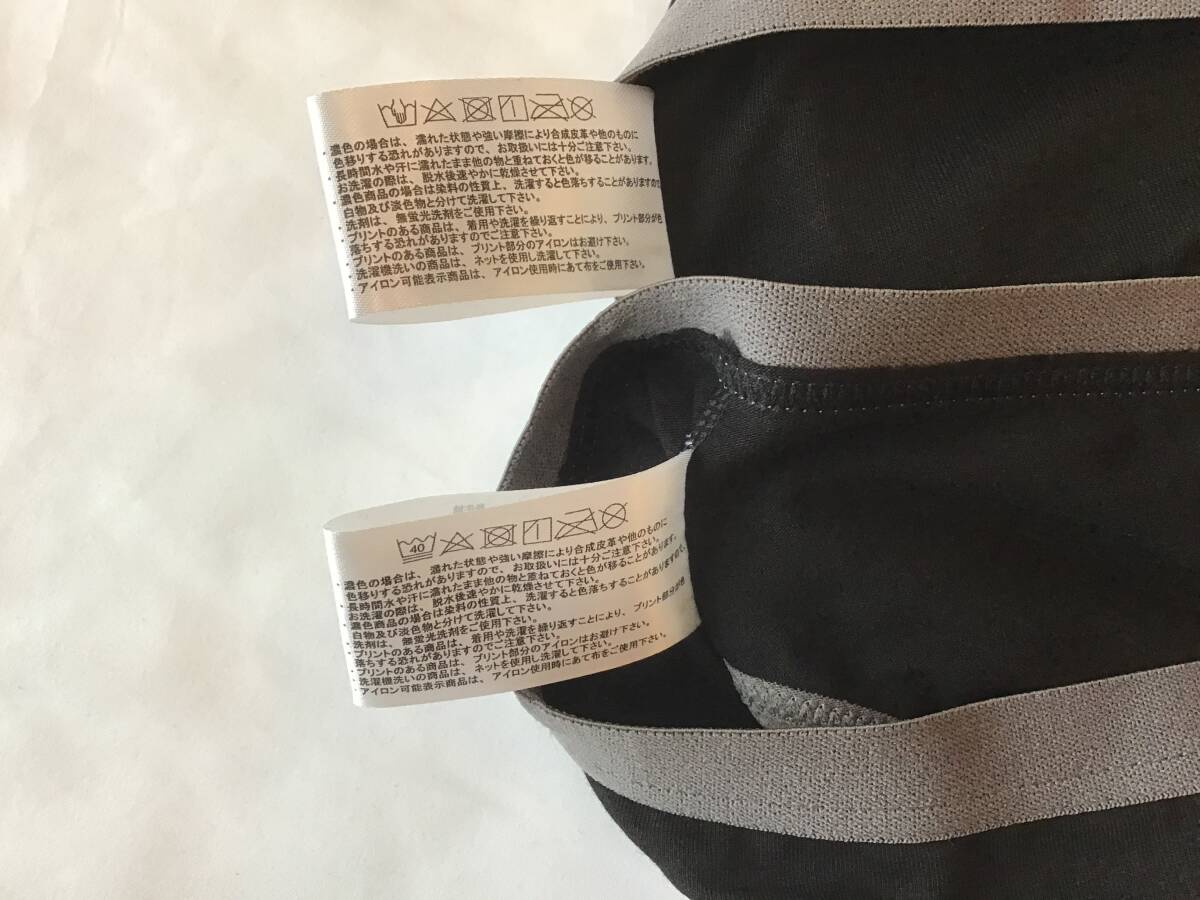 ・濃色の場合は、濡れた状態や強い摩擦により合成皮革や他のものに
色移りする恐れがありますので、お取扱いには十分ご注意下さい。
・長時間水や汗に濡れたまま他の物と重ねておくと色が移ることがあります。
お洗濯の際は、脱水後速やかに乾燥させて下さい。
・濃色商品の場合は染料の性質上、洗濯すると色落ちすることがありますので
白物及び淡色物と分けて洗濯して下さい。
・洗剤は、無蛍光洗剤をご使用下さい。
・プリントのある商品は、着用や洗濯を繰り返すことにより、プリント部分が色
落ちする恐れがありますのでご注意下さい。
・プリントのある商品は、プリント部分のアイロンはお避け下さい。
・洗濯機洗いの商品は、ネットを使用し洗濯して下さい。
・アイロン可能表示商品は、アイロン使用時にあて布をご使用下さい。
40
・濃色の場合は、濡れた状態や強い摩擦により合成皮革や他のものに
色移りする恐れがありますので、お取扱いには十分ご注意下さい。
・長時間水や汗に濡れたまま他の物と重ねておくと色が移ることがあります。
お洗濯の際は、脱水後速やかに乾燥させて下さい。
・濃色商品の場合は染料の性質上、洗濯すると色落ちすることがありますので、
白物及び淡色物と分けて洗濯して下さい。
・洗剤は、無蛍光洗剤をご使用下さい。
・プリントのある商品は、着用や洗濯を繰り返すことにより、プリント部分が色
落ちする恐れがありますのでご注意下さい。
・プリントのある商品は、プリント部分のアイロンはお避け下さい。
・洗濯機洗いの商品は、ネットを使用し洗濯して下さい。
・アイロン可能表示商品は、アイロン使用時にあて布をご使用下さい。